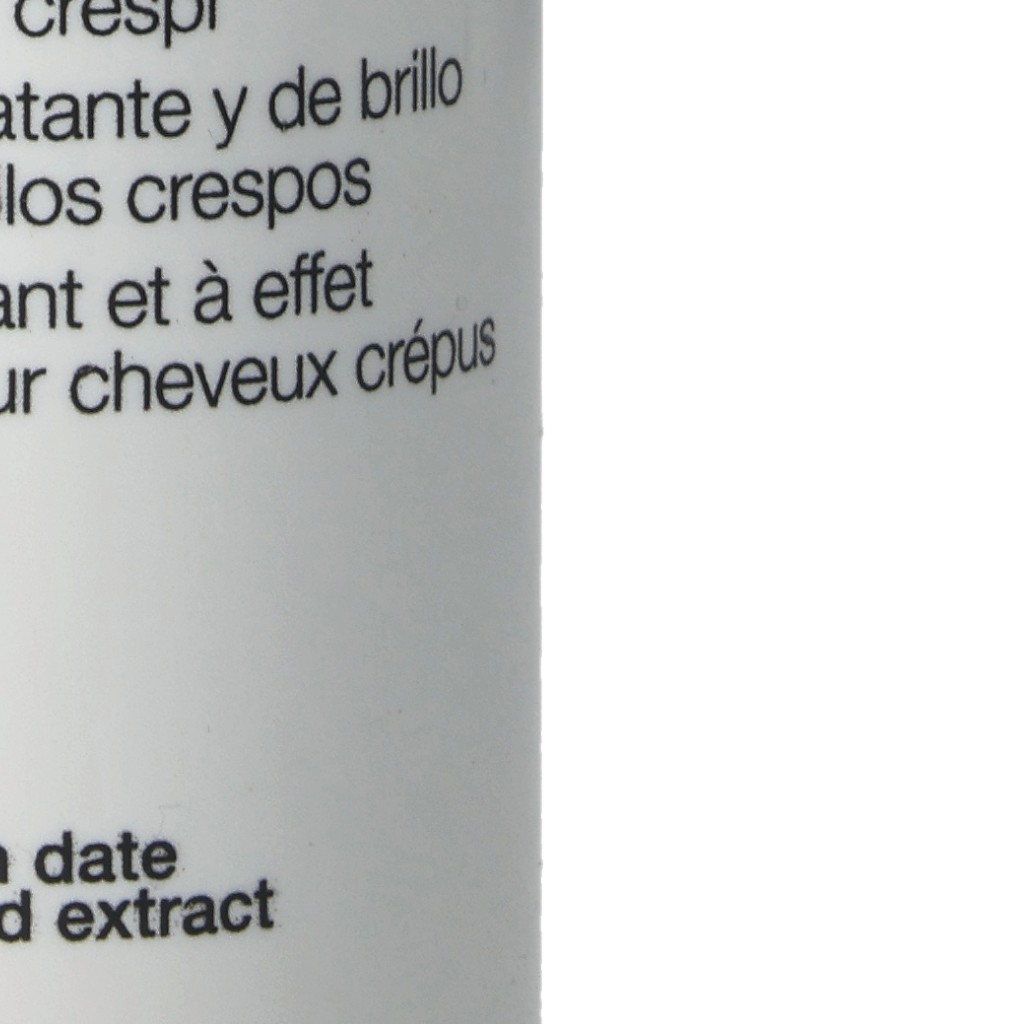 crespi
atante y de brillo
los crespos
ant et à effet
ur cheveux crépus
date
d extract